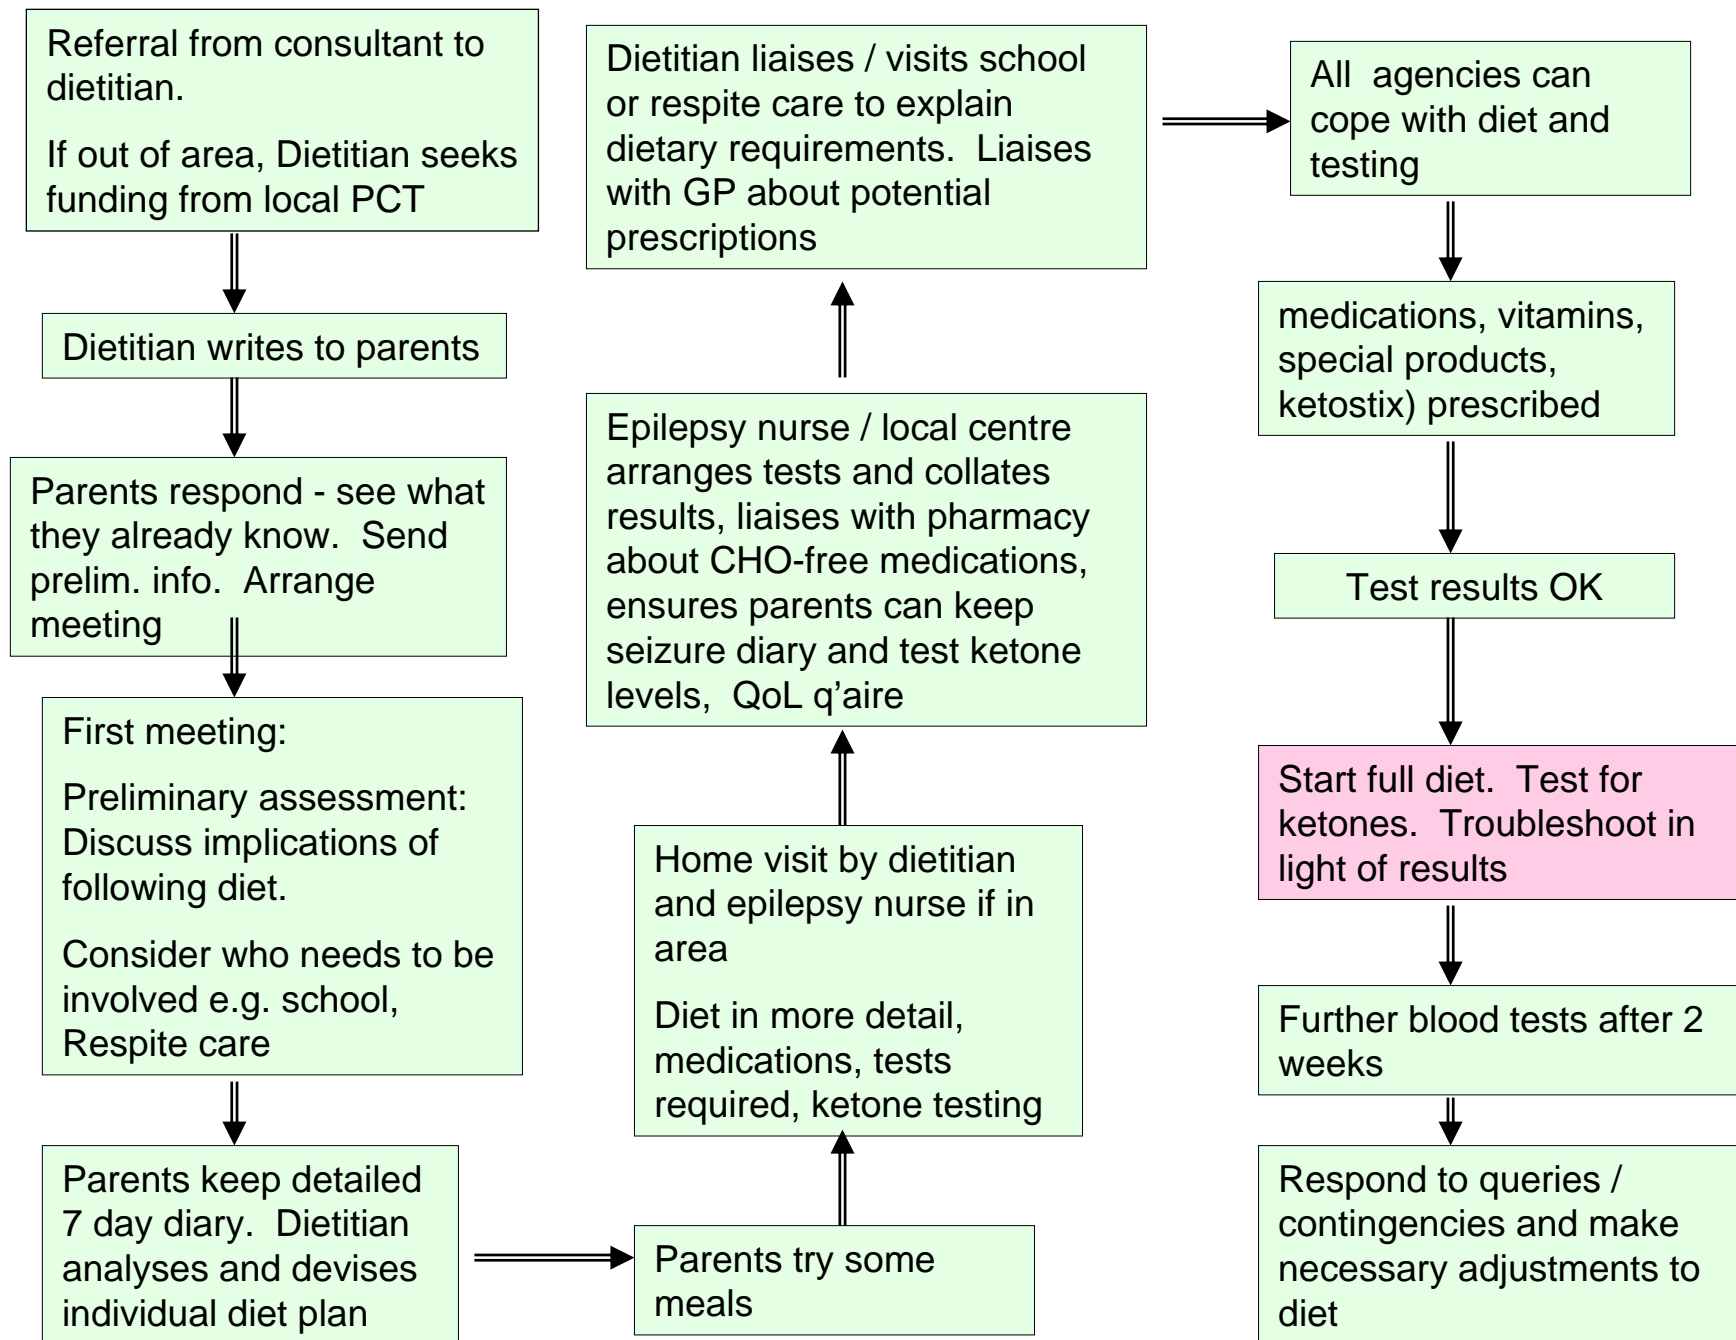 Referral from consultant to
dietitian.
If out of area, Dietitian seeks
funding from local PCT
Dietitian writes to parents
Parents respond - see what
they already know. Send
prelim. info. Arrange
meeting
First meeting:
Preliminary assessment:
Discuss implications of
following diet.
Consider who needs to be
involved e.g. school,
Respite care
Parents keep detailed
7 day diary. Dietitian
analyses and devises
individual diet plan
Parents try some
meals
Home visit by dietitian
and epilepsy nurse if in
area
Diet in more detail,
medications, tests
required, ketone testing
Epilepsy nurse / local centre
arranges tests and collates
results, liaises with pharmacy
about CHO-free medications,
ensures parents can keep
seizure diary and test ketone
levels, QoL q’aire
Dietitian liaises / visits school
or respite care to explain
dietary requirements. Liaises
with GP about potential
prescriptions
All agencies can
cope with diet and
testing
medications, vitamins,
special products,
ketostix) prescribed
Test results OK
Start full diet. Test for
ketones. Troubleshoot in
light of results
Further blood tests after 2
weeks
Respond to queries /
contingencies and make
necessary adjustments to
diet